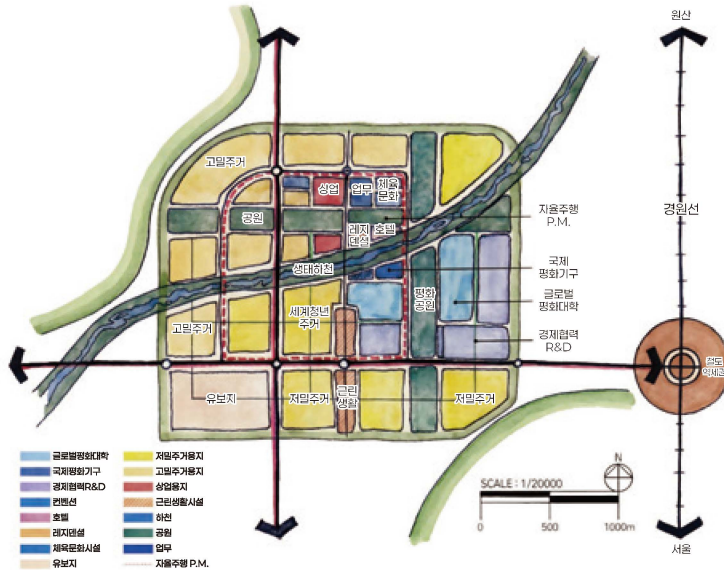 원산
고밀주거
상업
업무
체육
문화
공원
레지
덴셜
호텔
자율주행
P.M.
경원선
생태하천
국제
평화기구
평화
공원
글로벌
평화대학
세계청년
주거
고밀주거
경제협력
R&D
철도
역세권
유보지
저밀주거
근린
생활
저밀주거
글로벌평화대학
국제평화기구
경제협력R&D
컨벤션
호텔
레지덴셜
체육문화시설
유보지
저밀주거용지
고밀주거용지
상업용지
근린생활시설
하천
공원
업무
자율주행 P.M.
N
SCALE : 1/20000
0
500
1000m
서울